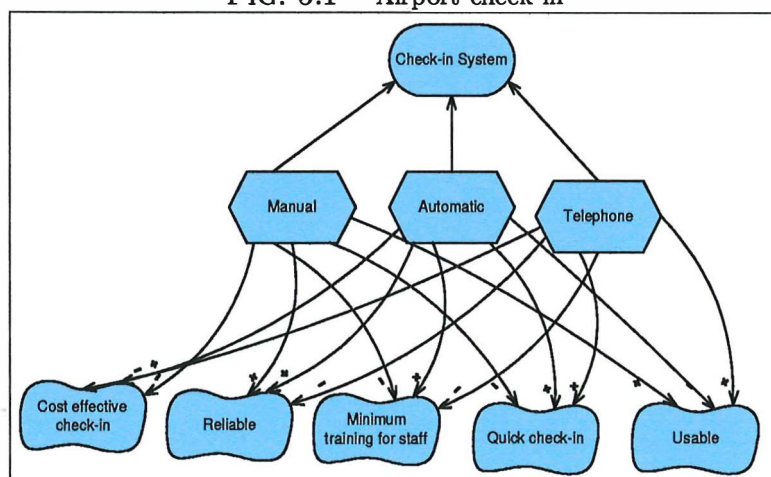 FIG. 3.1 Airport check-in
Check-in System
Manual
Automatic
Telephone
- + -
+ + -
- + -
- + +
+ - +
Cost effective
check-in
Reliable
Minimum
training for staff
Quick check-in
Usable